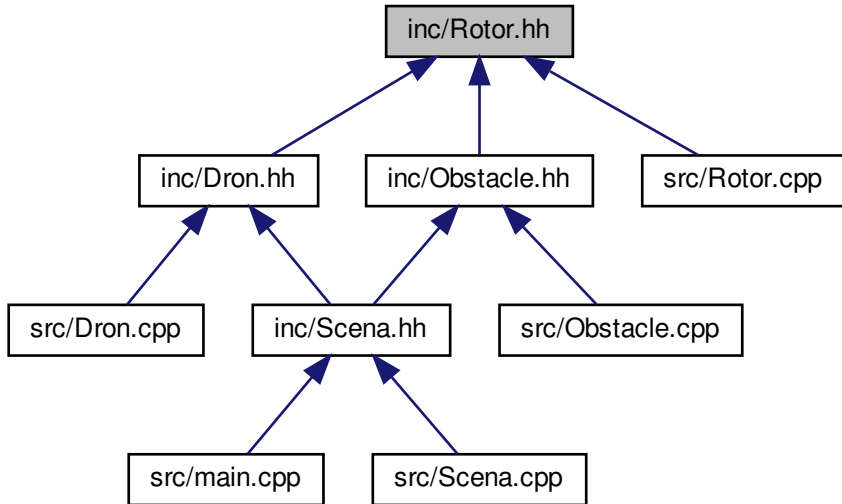 inc/Rotor.hh
inc/Dron.hh
inc/Obstacle.hh
src/Rotor.cpp
src/Dron.cpp
inc/Scena.hh
src/Obstacle.cpp
src/main.cpp
src/Scena.cpp